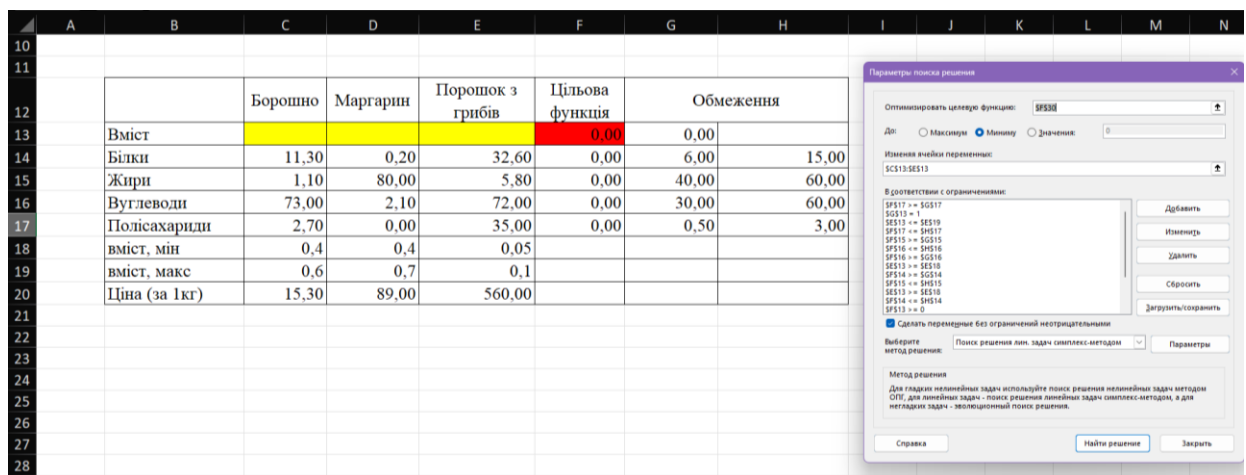 A B C D E F G H I J K L M N
10
11
12 Борошно Маргарин Порошок з грибів Цільова функція Обмеження
13 Вміст 0,00 0,00
14 Білки 11,30 0,20 32,60 0,00 6,00 15,00
15 Жири 1,10 80,00 5,80 0,00 40,00 60,00
16 Вуглеводи 73,00 2,10 72,00 0,00 30,00 60,00
17 Полісахариди 2,70 0,00 35,00 0,00 0,50 3,00
18 вміст, мін 0,4 0,4 0,05
19 вміст, макс 0,6 0,7 0,1
20 Ціна (за 1кг) 15,30 89,00 560,00
21
22
23
24
25
26
27
28
Параметры поиска решения
Оптимизировать целевую функцию: $F$30
До: Максимум Миниму Значения: 0
Изменяя ячейки переменных:
$C$13:$E$13
В соответствии с ограничениями:
$F$17 >= $G$17
$G$13 = 1
$E$13 <= $E$19
$F$17 <= $H$17
$F$15 >= $G$15
$F$16 <= $H$16
$F$16 >= $G$16
$E$13 >= $E$18
$F$14 >= $G$14
$F$15 <= $H$15
$E$13 >= $E$18
$F$14 <= $H$14
$F$13 >= 0
Добавить
Изменить
Удалить
Сбросить
Загрузить/сохранить
Сделать переменные без ограничений неотрицательными
Выберите метод решения: Поиск решения лин. задач симплекс-методом Параметры
Метод решения
Для гладких нелинейных задач используйте поиск решения нелинейных задач методом
ОПГ, для линейных задач - поиск решения линейных задач симплекс-методом, а для
негладких задач - эволюционный поиск решения.
Справка Найти решение Закрыть